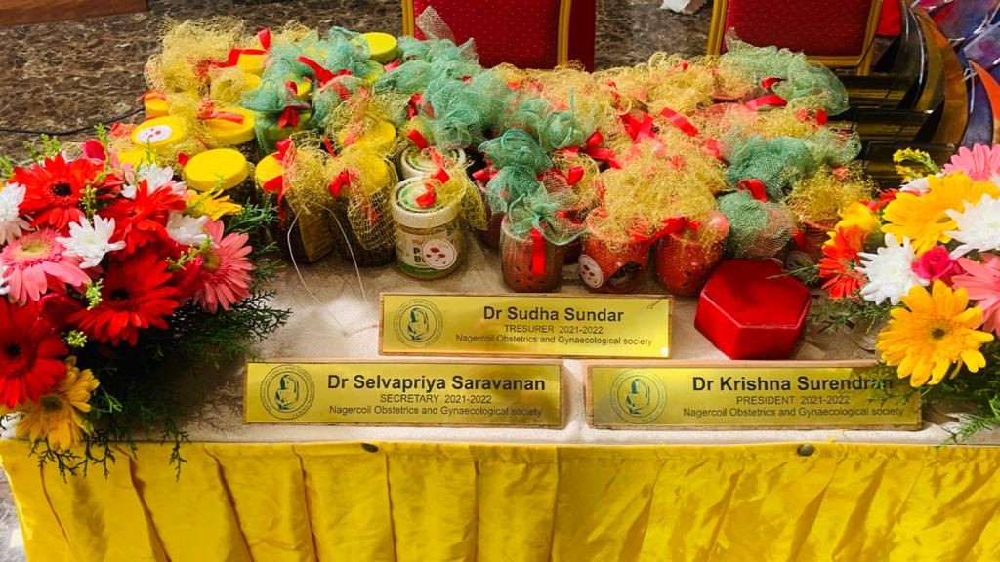 Dr Sudha Sundar
TRESURER 2021-2022
Nagercoil Obstetrics and Gynaecological society
Dr Selvapriya Saravanan
SECRETARY 2021-2022
Nagercoil Obstetrics and Gynaecological society
Dr Krishna Surendran
PRESIDENT 2021-2022
Nagercoil Obstetrics and Gynaecological society